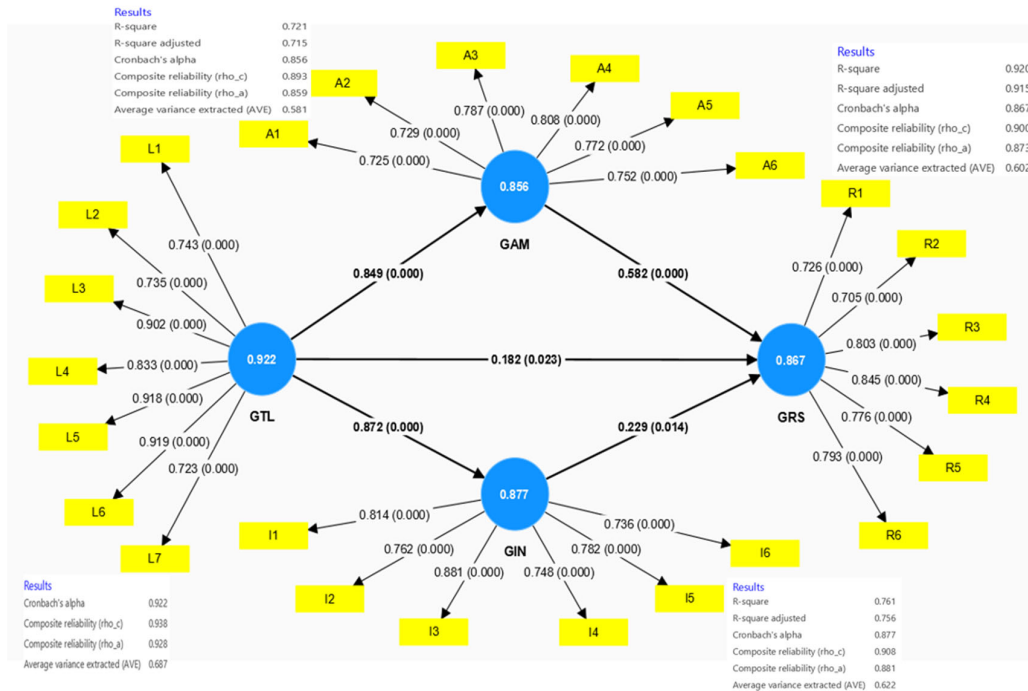 Results
R-square 0.721
R-square adjusted 0.715
Cronbach's alpha 0.856
Composite reliability (rho_c) 0.893
Composite reliability (rho_a) 0.859
Average variance extracted (AVE) 0.581
Results
R-square 0.920
R-square adjusted 0.915
Cronbach's alpha 0.867
Composite reliability (rho_c) 0.900
Composite reliability (rho_a) 0.873
Average variance extracted (AVE) 0.602
A1
A2
A3
A4
A5
A6
0.725 (0.000)
0.729 (0.000)
0.787 (0.000)
0.808 (0.000)
0.772 (0.000)
0.752 (0.000)
0.856
GAM
L1
L2
L3
L4
L5
L6
L7
0.743 (0.000)
0.735 (0.000)
0.902 (0.000)
0.833 (0.000)
0.918 (0.000)
0.919 (0.000)
0.723 (0.000)
0.922
GTL
0.849 (0.000)
0.582 (0.000)
0.182 (0.023)
0.872 (0.000)
0.229 (0.014)
R1
R2
R3
R4
R5
R6
0.726 (0.000)
0.705 (0.000)
0.803 (0.000)
0.845 (0.000)
0.776 (0.000)
0.793 (0.000)
0.867
GRS
0.877
GIN
0.814 (0.000)
0.762 (0.000)
0.881 (0.000)
0.748 (0.000)
0.782 (0.000)
0.736 (0.000)
I1
I2
I3
I4
I5
I6
Results
Cronbach's alpha 0.922
Composite reliability (rho_c) 0.938
Composite reliability (rho_a) 0.928
Average variance extracted (AVE) 0.687
Results
R-square 0.761
R-square adjusted 0.756
Cronbach's alpha 0.877
Composite reliability (rho_c) 0.908
Composite reliability (rho_a) 0.881
Average variance extracted (AVE) 0.622